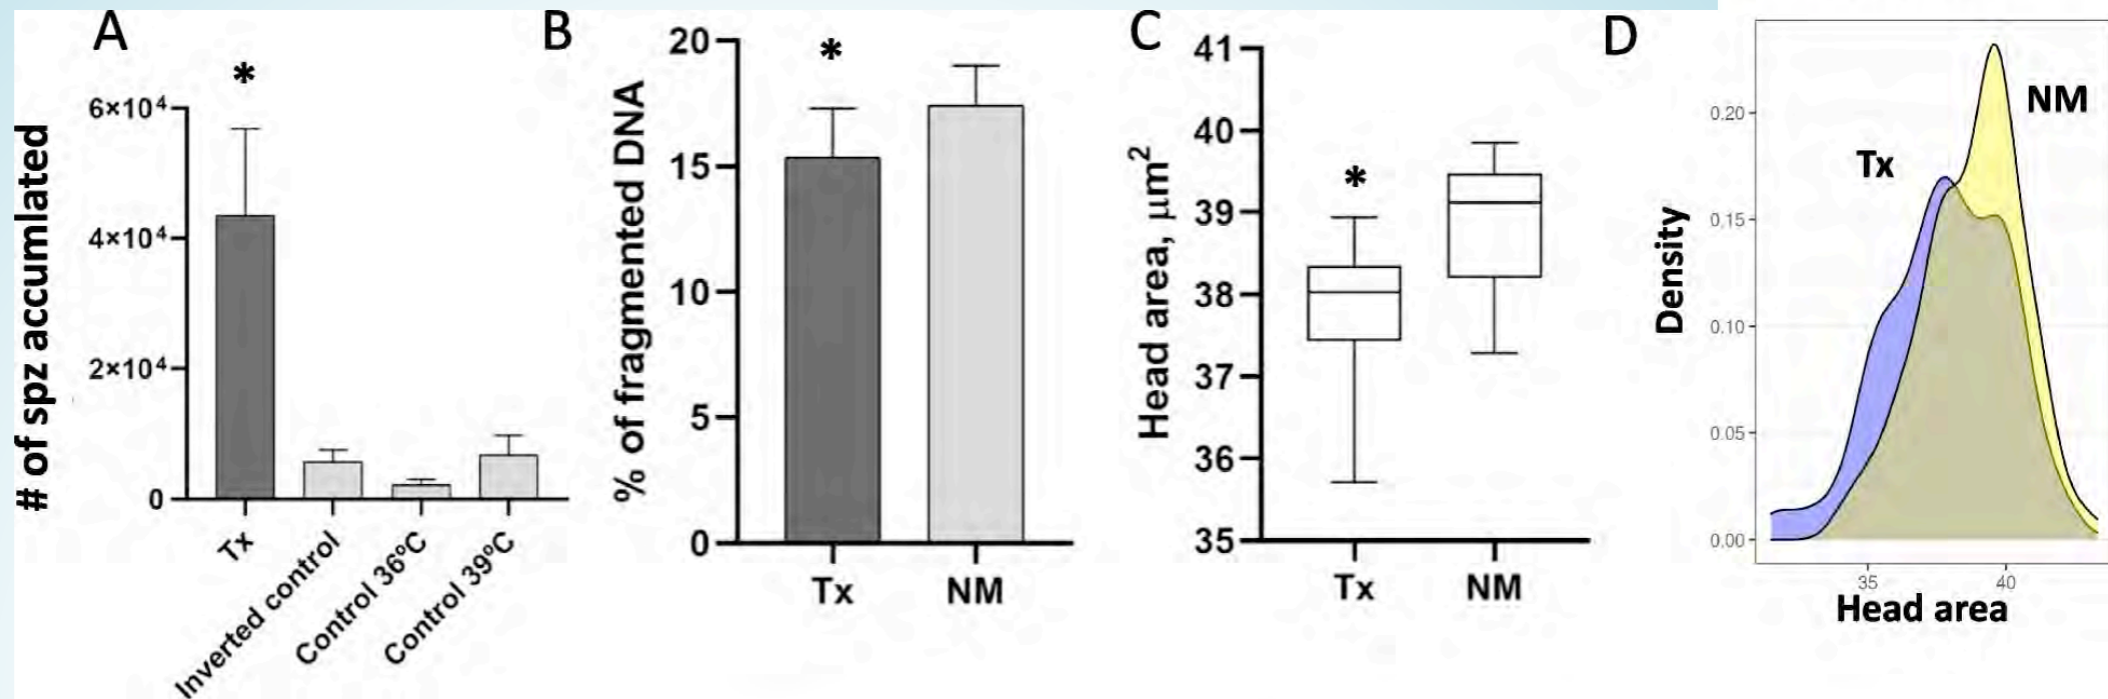 A
*
# of spz accumlated
6×10⁴
4×10⁴
2×10⁴
0
Tx
Inverted control
Control 36ºC
Control 39ºC
B
*
% of fragmented DNA
20
15
10
5
0
Tx
NM
C
*
Head area, µm²
41
40
39
38
37
36
35
Tx
NM
D
NM
Tx
Density
0.20
0.15
0.10
0.05
0.00
35
40
Head area